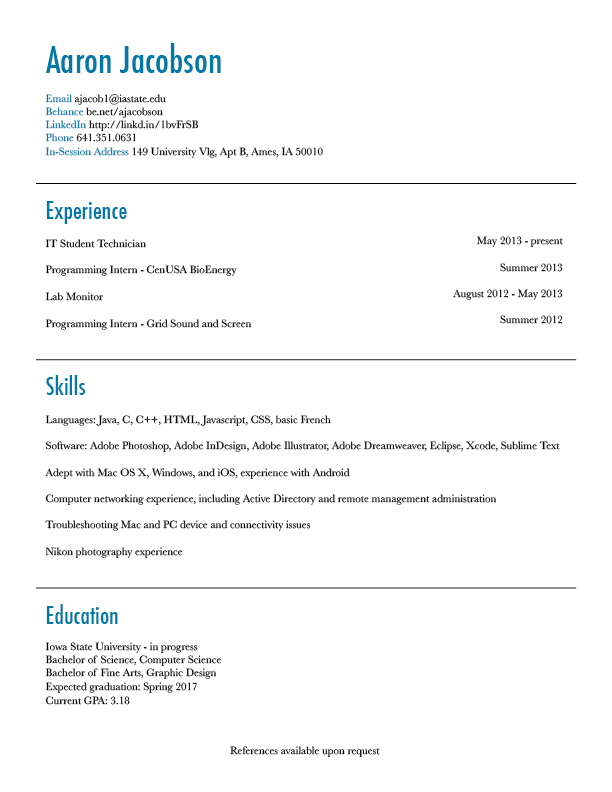 Aaron Jacobson
Email ajacob1@iastate.edu
Behance be.net/ajacobson
LinkedIn http://linkd.in/1bvFrSB
Phone 641.351.0631
In-Session Address 149 University Vlg, Apt B, Ames, IA 50010
Experience
IT Student Technician May 2013 - present
Programming Intern - CenUSA BioEnergy Summer 2013
Lab Monitor August 2012 - May 2013
Programming Intern - Grid Sound and Screen Summer 2012
Skills
Languages: Java, C, C++, HTML, Javascript, CSS, basic French
Software: Adobe Photoshop, Adobe InDesign, Adobe Illustrator, Adobe Dreamweaver, Eclipse, Xcode, Sublime Text
Adept with Mac OS X, Windows, and iOS, experience with Android
Computer networking experience, including Active Directory and remote management administration
Troubleshooting Mac and PC device and connectivity issues
Nikon photography experience
Education
Iowa State University - in progress
Bachelor of Science, Computer Science
Bachelor of Fine Arts, Graphic Design
Expected graduation: Spring 2017
Current GPA: 3.18
References available upon request